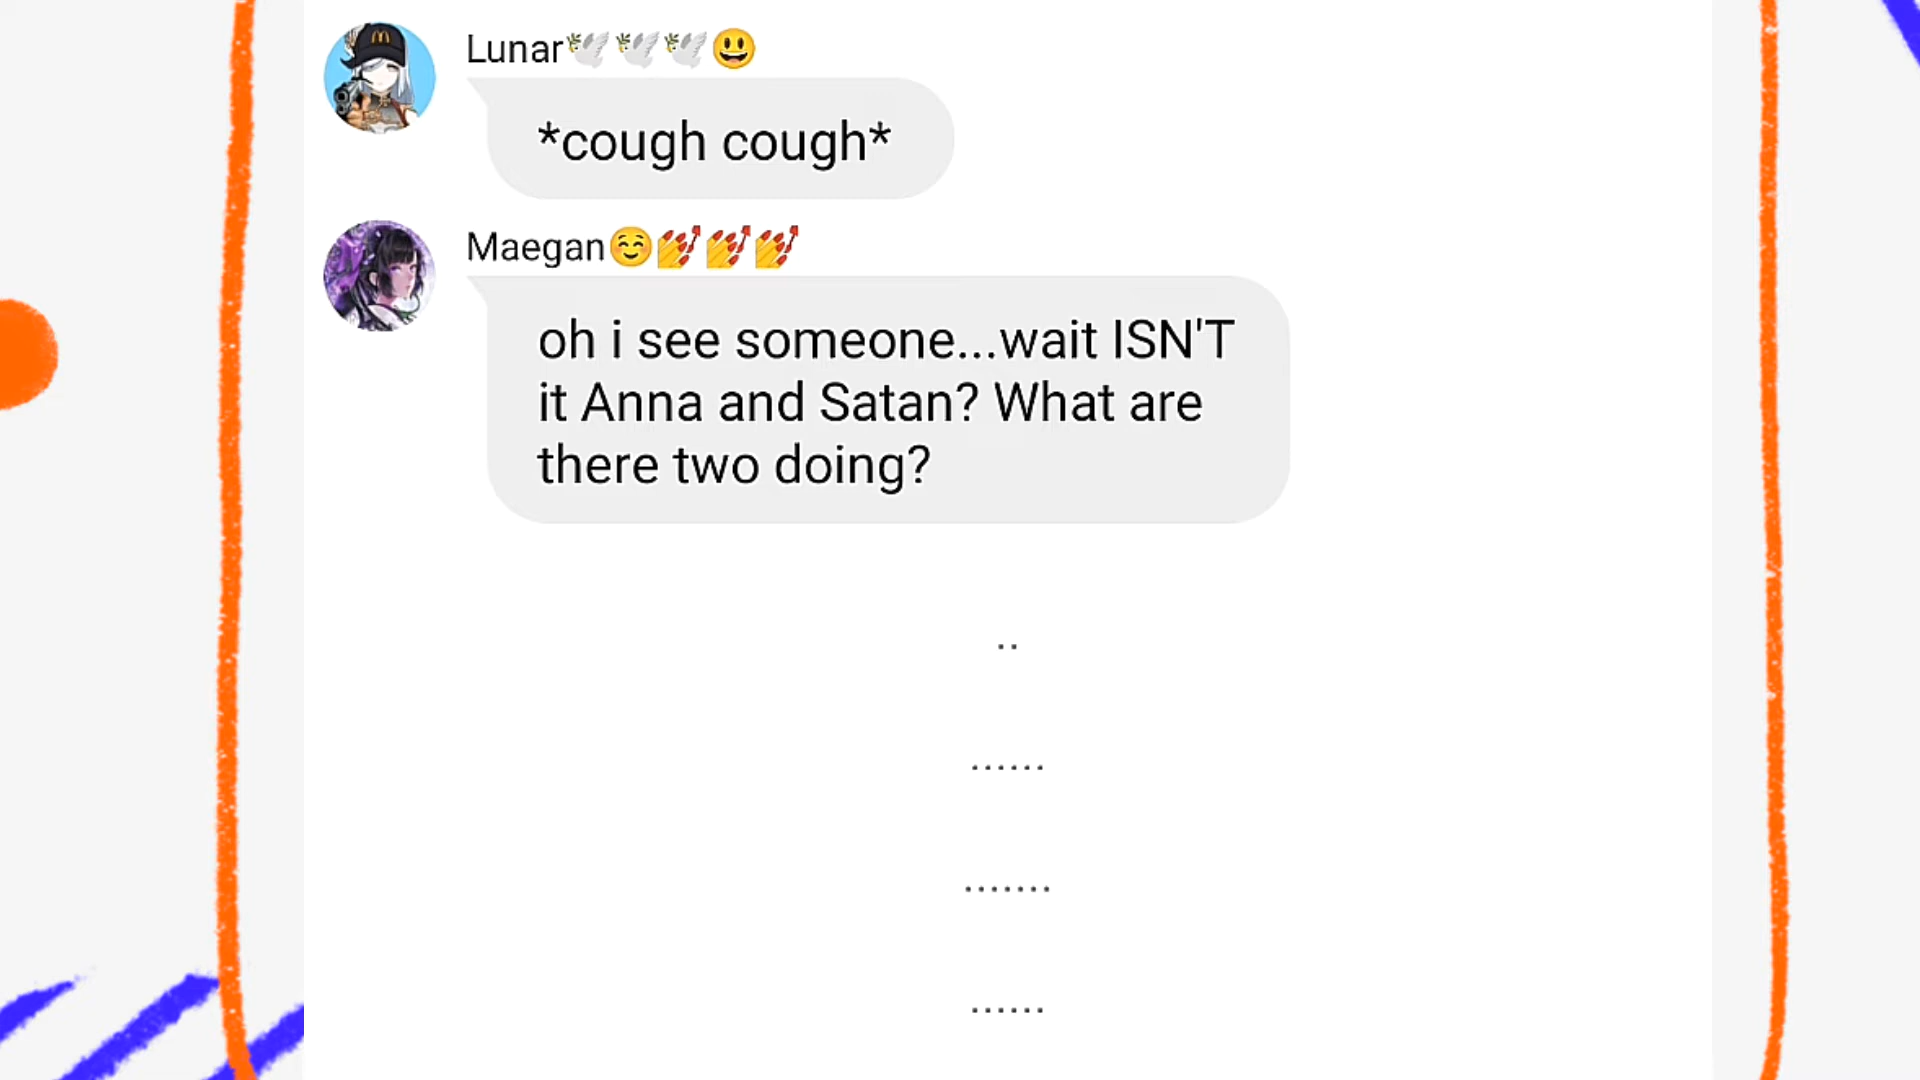 Lunar🕊️🕊️🕊️😃
*cough cough*
Maegan☺️💅💅💅
oh i see someone...wait ISN'T
it Anna and Satan? What are
there two doing?
..
......
.......
......